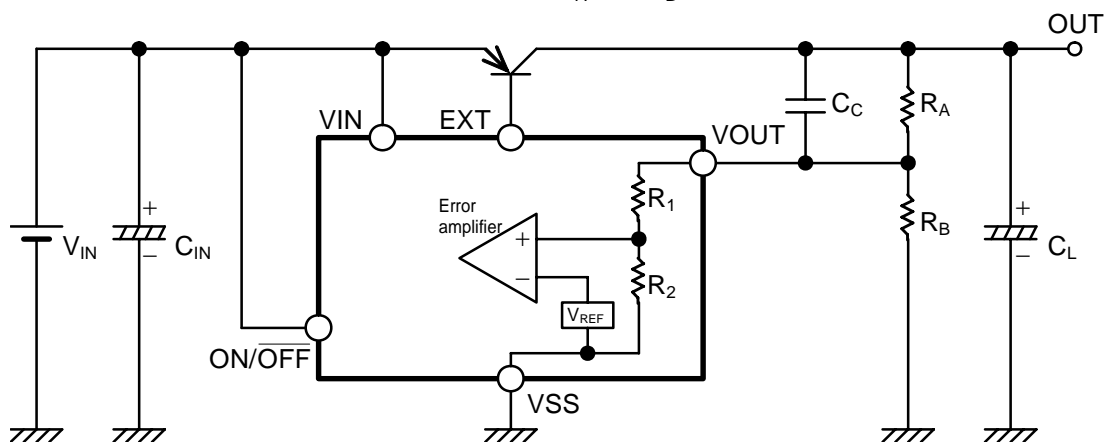 OUT
VIN
EXT
VOUT
C_C
R_A
R_1
R_B
Error
amplifier
+
−
R_2
V_REF
+
−
V_IN
C_IN
+
−
C_L
ON/OFF
VSS